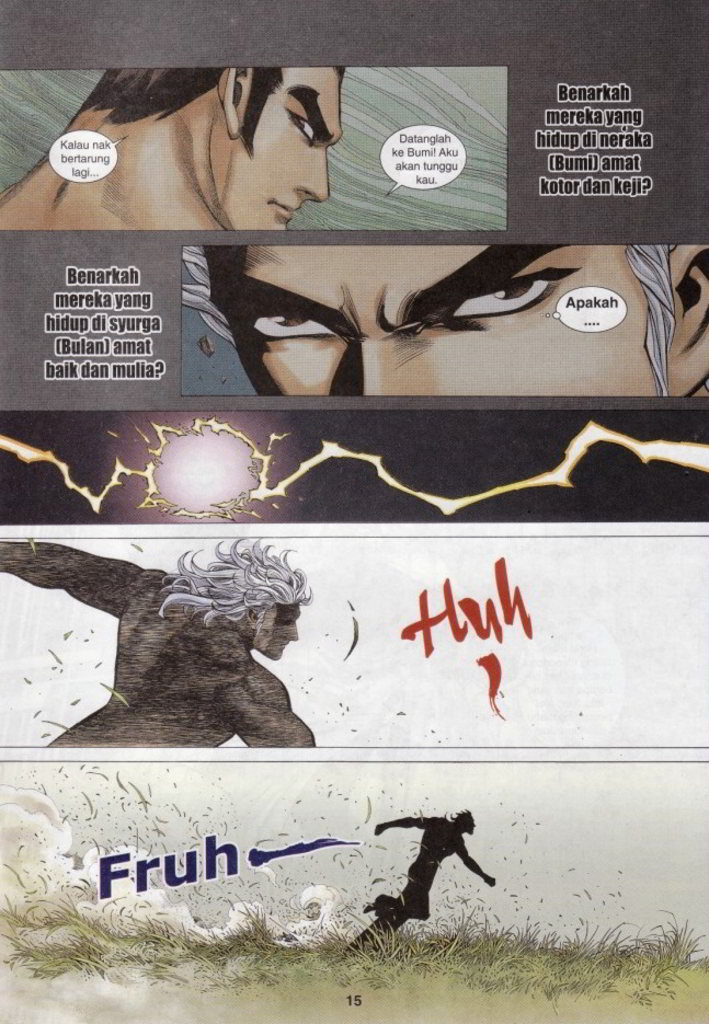 Kalau nak
bertarung
lagi...
Datanglah
ke Bumi! Aku
akan tunggu
kau.
Benarkah
mereka yang
hidup di neraka
(Bumi) amat
kotor dan keji?
Benarkah
mereka yang
hidup di syurga
(Bulan) amat
baik dan mulia?
Apakah
....
Huh
Fruh
15